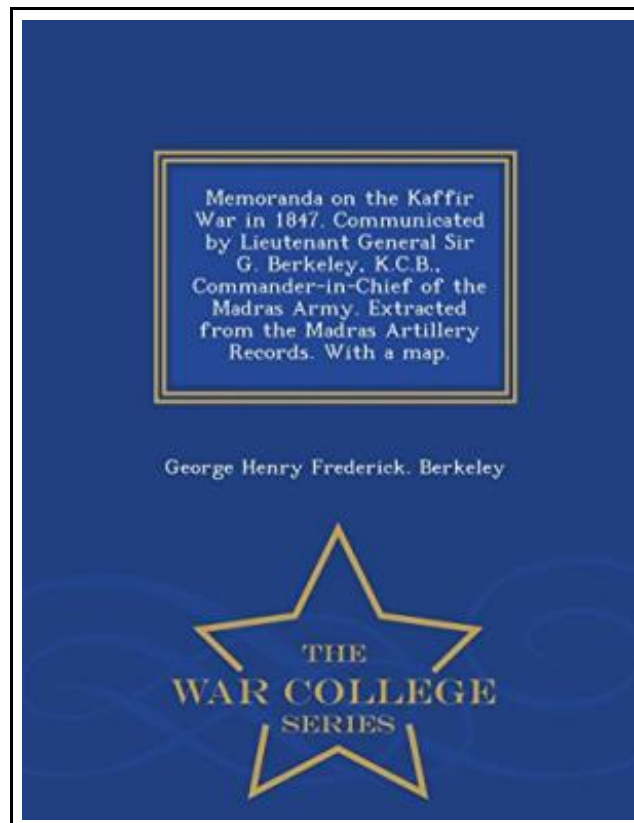 Memoranda on the Kaffir
War in 1847. Communicated
by Lieutenant General Sir
G. Berkeley, K.C.B.,
Commander-in-Chief of the
Madras Army. Extracted
from the Madras Artillery
Records. With a map.
George Henry Frederick. Berkeley
THE
WAR COLLEGE
SERIES